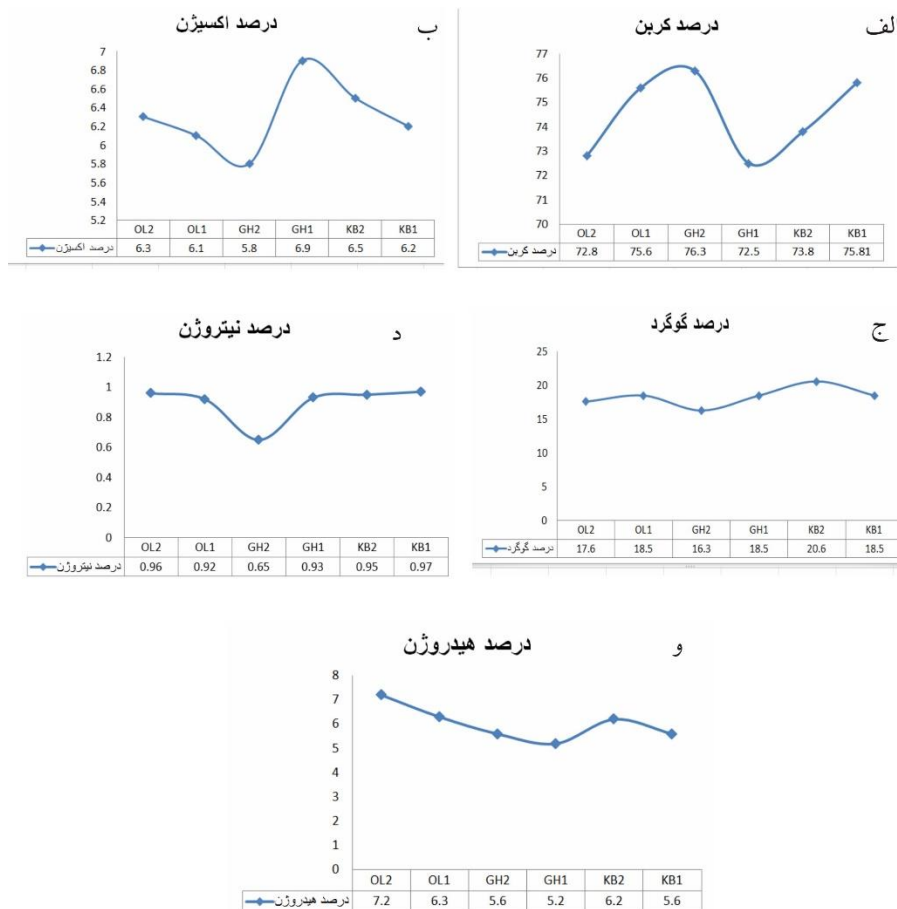 الف
درصد کربن
77
76
75
74
73
72
71
70
OL2 OL1 GH2 GH1 KB2 KB1
درصد کربن 72.8 75.6 76.3 72.5 73.8 75.81
ب
درصد اکسیژن
7
6.8
6.6
6.4
6.2
6
5.8
5.6
5.4
5.2
OL2 OL1 GH2 GH1 KB2 KB1
درصد اکسیژن 6.3 6.1 5.8 6.9 6.5 6.2
ج
درصد گوگرد
25
20
15
10
5
0
OL2 OL1 GH2 GH1 KB2 KB1
درصد گوگرد 17.6 18.5 16.3 18.5 20.6 18.5
د
درصد نیتروژن
1.2
1
0.8
0.6
0.4
0.2
0
OL2 OL1 GH2 GH1 KB2 KB1
درصد نیتروژن 0.96 0.92 0.65 0.93 0.95 0.97
و
درصد هیدروژن
8
7
6
5
4
3
2
1
0
OL2 OL1 GH2 GH1 KB2 KB1
درصد هیدروژن 7.2 6.3 5.6 5.2 6.2 5.6